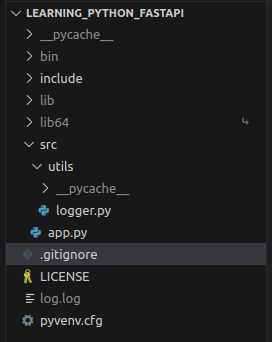 LEARNING_PYTHON_FASTAPI
__pycache__
bin
include
lib
lib64
src
utils
__pycache__
logger.py
app.py
.gitignore
LICENSE
log.log
pyvenv.cfg